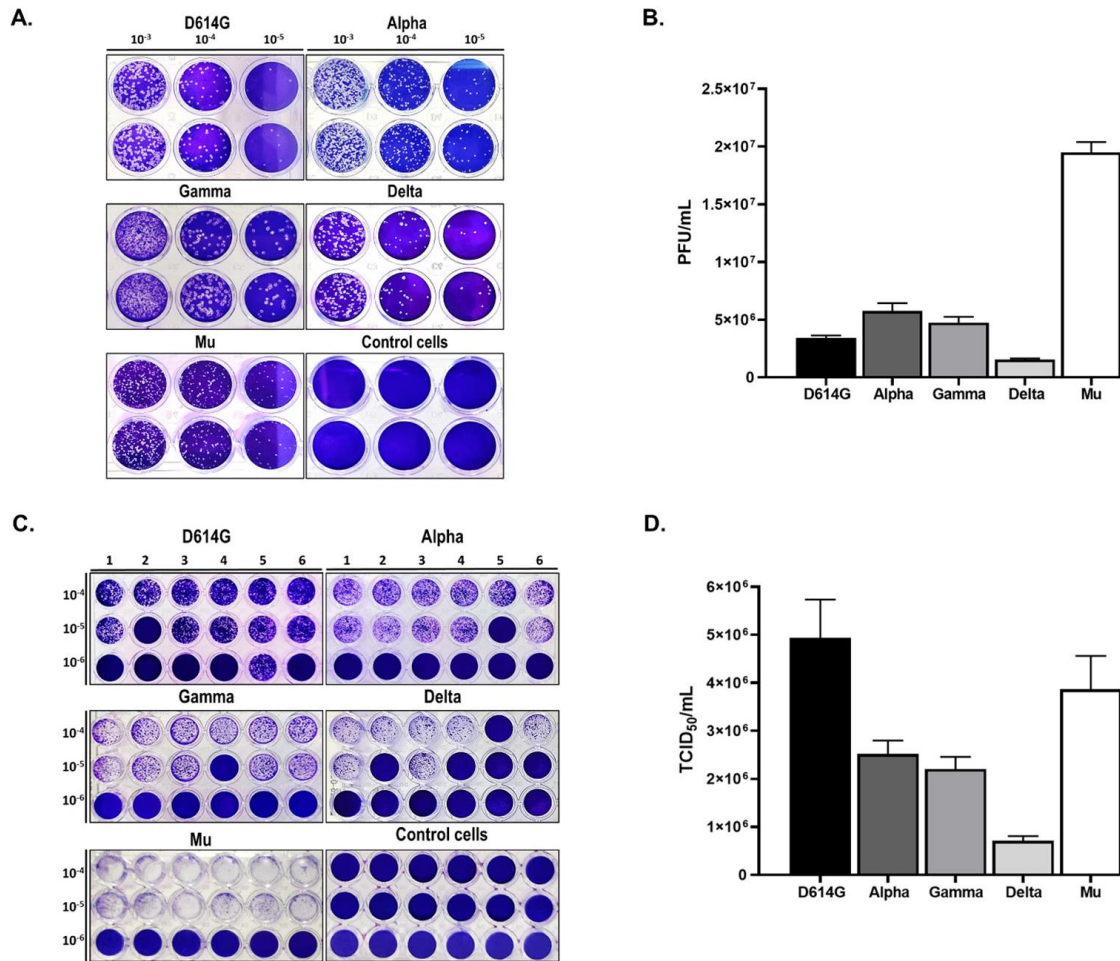 A.
D614G Alpha
10-3 10-4 10-5 10-3 10-4 10-5
Gamma Delta
Mu Control cells
B.
2.5×10⁷
2×10⁷
1.5×10⁷
1×10⁷
5×10⁶
0
PFU/mL
D614G Alpha Gamma Delta Mu
C.
D614G Alpha
1 2 3 4 5 6 1 2 3 4 5 6
10-4
10-5
10-6
Gamma Delta
10-4
10-5
10-6
Mu Control cells
10-4
10-5
10-6
D.
6×10⁶
5×10⁶
4×10⁶
3×10⁶
2×10⁶
1×10⁶
0
TCID₅₀/mL
D614G Alpha Gamma Delta Mu